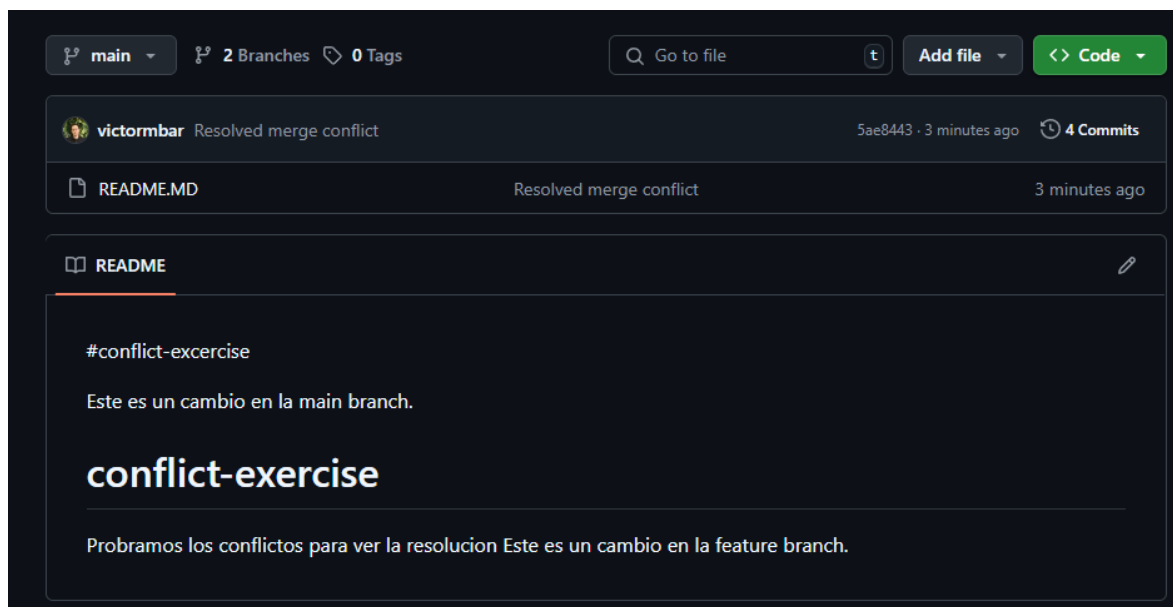 main 2 Branches 0 Tags Go to file t Add file <> Code
victormbar Resolved merge conflict 5ae8443 · 3 minutes ago 4 Commits
README.MD Resolved merge conflict 3 minutes ago
README
#conflict-excercise
Este es un cambio en la main branch.
conflict-exercise
Probramos los conflictos para ver la resolucion Este es un cambio en la feature branch.